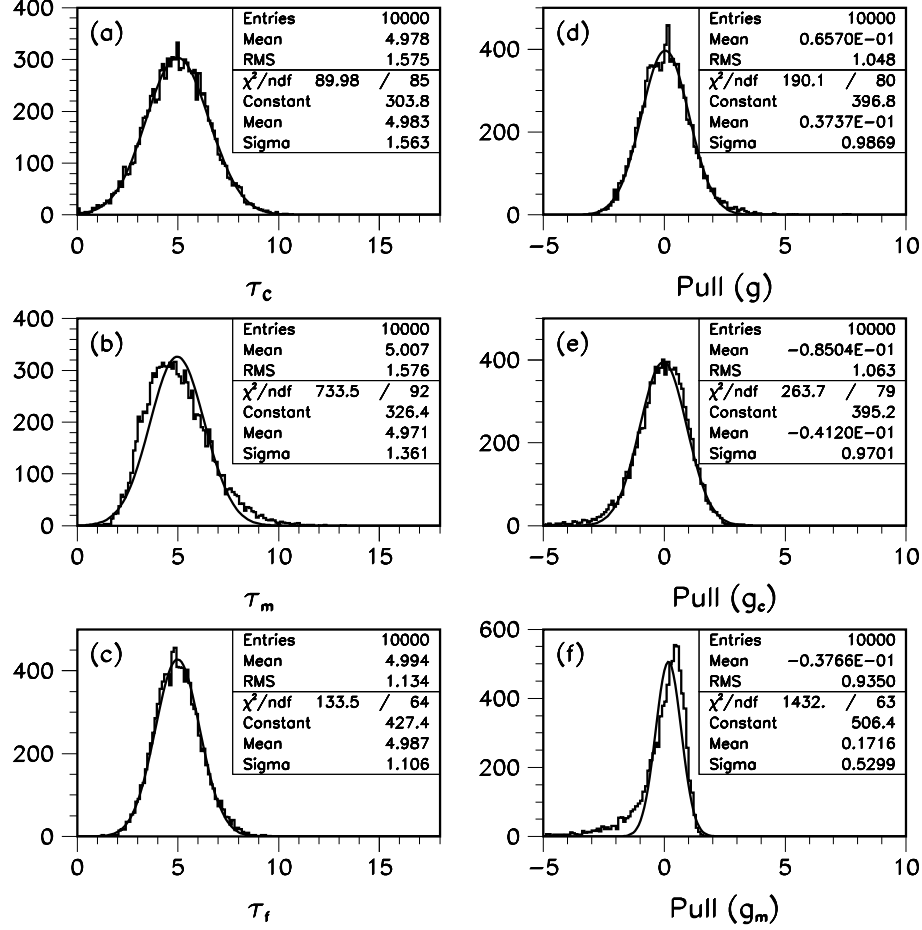 (a)
Entries 10000
Mean 4.978
RMS 1.575
χ²/ndf 89.98 / 85
Constant 303.8
Mean 4.983
Sigma 1.563
400
300
200
100
0
0 5 10 15
τc
(d)
Entries 10000
Mean 0.6570E-01
RMS 1.048
χ²/ndf 190.1 / 80
Constant 396.8
Mean 0.3737E-01
Sigma 0.9869
400
200
0
-5 0 5 10
Pull (g)
(b)
Entries 10000
Mean 5.007
RMS 1.576
χ²/ndf 733.5 / 92
Constant 326.4
Mean 4.971
Sigma 1.361
400
300
200
100
0
0 5 10 15
τm
(e)
Entries 10000
Mean -0.8504E-01
RMS 1.063
χ²/ndf 263.7 / 79
Constant 395.2
Mean -0.4120E-01
Sigma 0.9701
400
200
0
-5 0 5 10
Pull (gc)
(c)
Entries 10000
Mean 4.994
RMS 1.134
χ²/ndf 133.5 / 64
Constant 427.4
Mean 4.987
Sigma 1.106
400
200
0
0 5 10 15
τf
(f)
Entries 10000
Mean -0.3766E-01
RMS 0.9350
χ²/ndf 1432. / 63
Constant 506.4
Mean 0.1716
Sigma 0.5299
600
400
200
0
-5 0 5 10
Pull (gm)